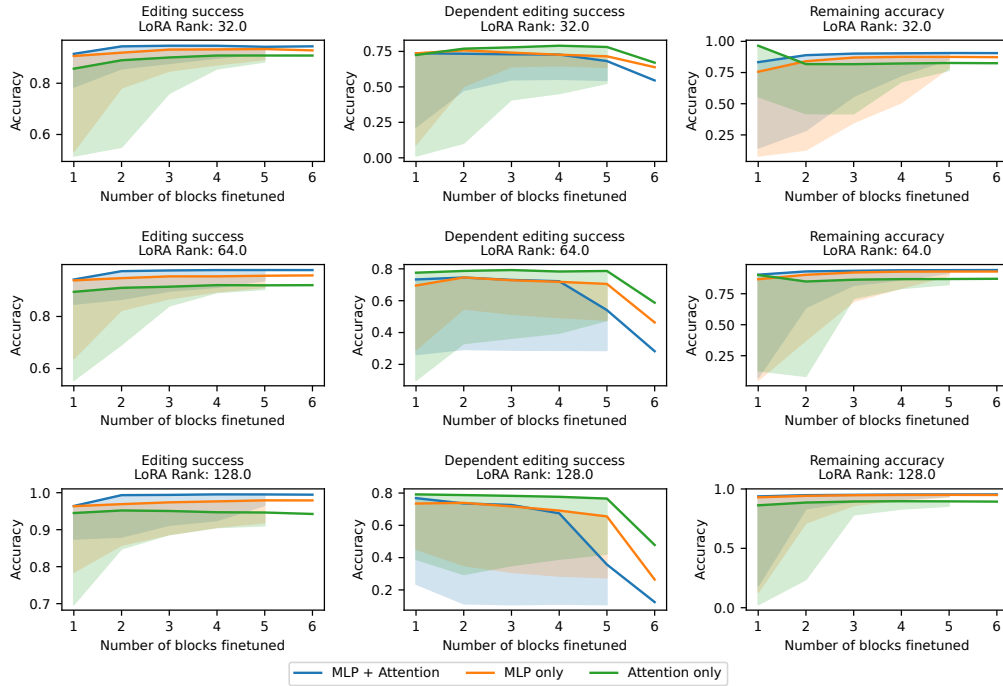 Editing success
LoRA Rank: 32.0
Accuracy
0.8
0.6
1 2 3 4 5 6
Number of blocks finetuned
Dependent editing success
LoRA Rank: 32.0
Accuracy
0.75
0.50
0.25
0.00
1 2 3 4 5 6
Number of blocks finetuned
Remaining accuracy
LoRA Rank: 32.0
Accuracy
1.00
0.75
0.50
0.25
1 2 3 4 5 6
Number of blocks finetuned
Editing success
LoRA Rank: 64.0
Accuracy
0.8
0.6
1 2 3 4 5 6
Number of blocks finetuned
Dependent editing success
LoRA Rank: 64.0
Accuracy
0.8
0.6
0.4
0.2
1 2 3 4 5 6
Number of blocks finetuned
Remaining accuracy
LoRA Rank: 64.0
Accuracy
0.75
0.50
0.25
1 2 3 4 5 6
Number of blocks finetuned
Editing success
LoRA Rank: 128.0
Accuracy
1.0
0.9
0.8
0.7
1 2 3 4 5 6
Number of blocks finetuned
Dependent editing success
LoRA Rank: 128.0
Accuracy
0.8
0.6
0.4
0.2
1 2 3 4 5 6
Number of blocks finetuned
Remaining accuracy
LoRA Rank: 128.0
Accuracy
1.0
0.5
0.0
1 2 3 4 5 6
Number of blocks finetuned
MLP + Attention MLP only Attention only